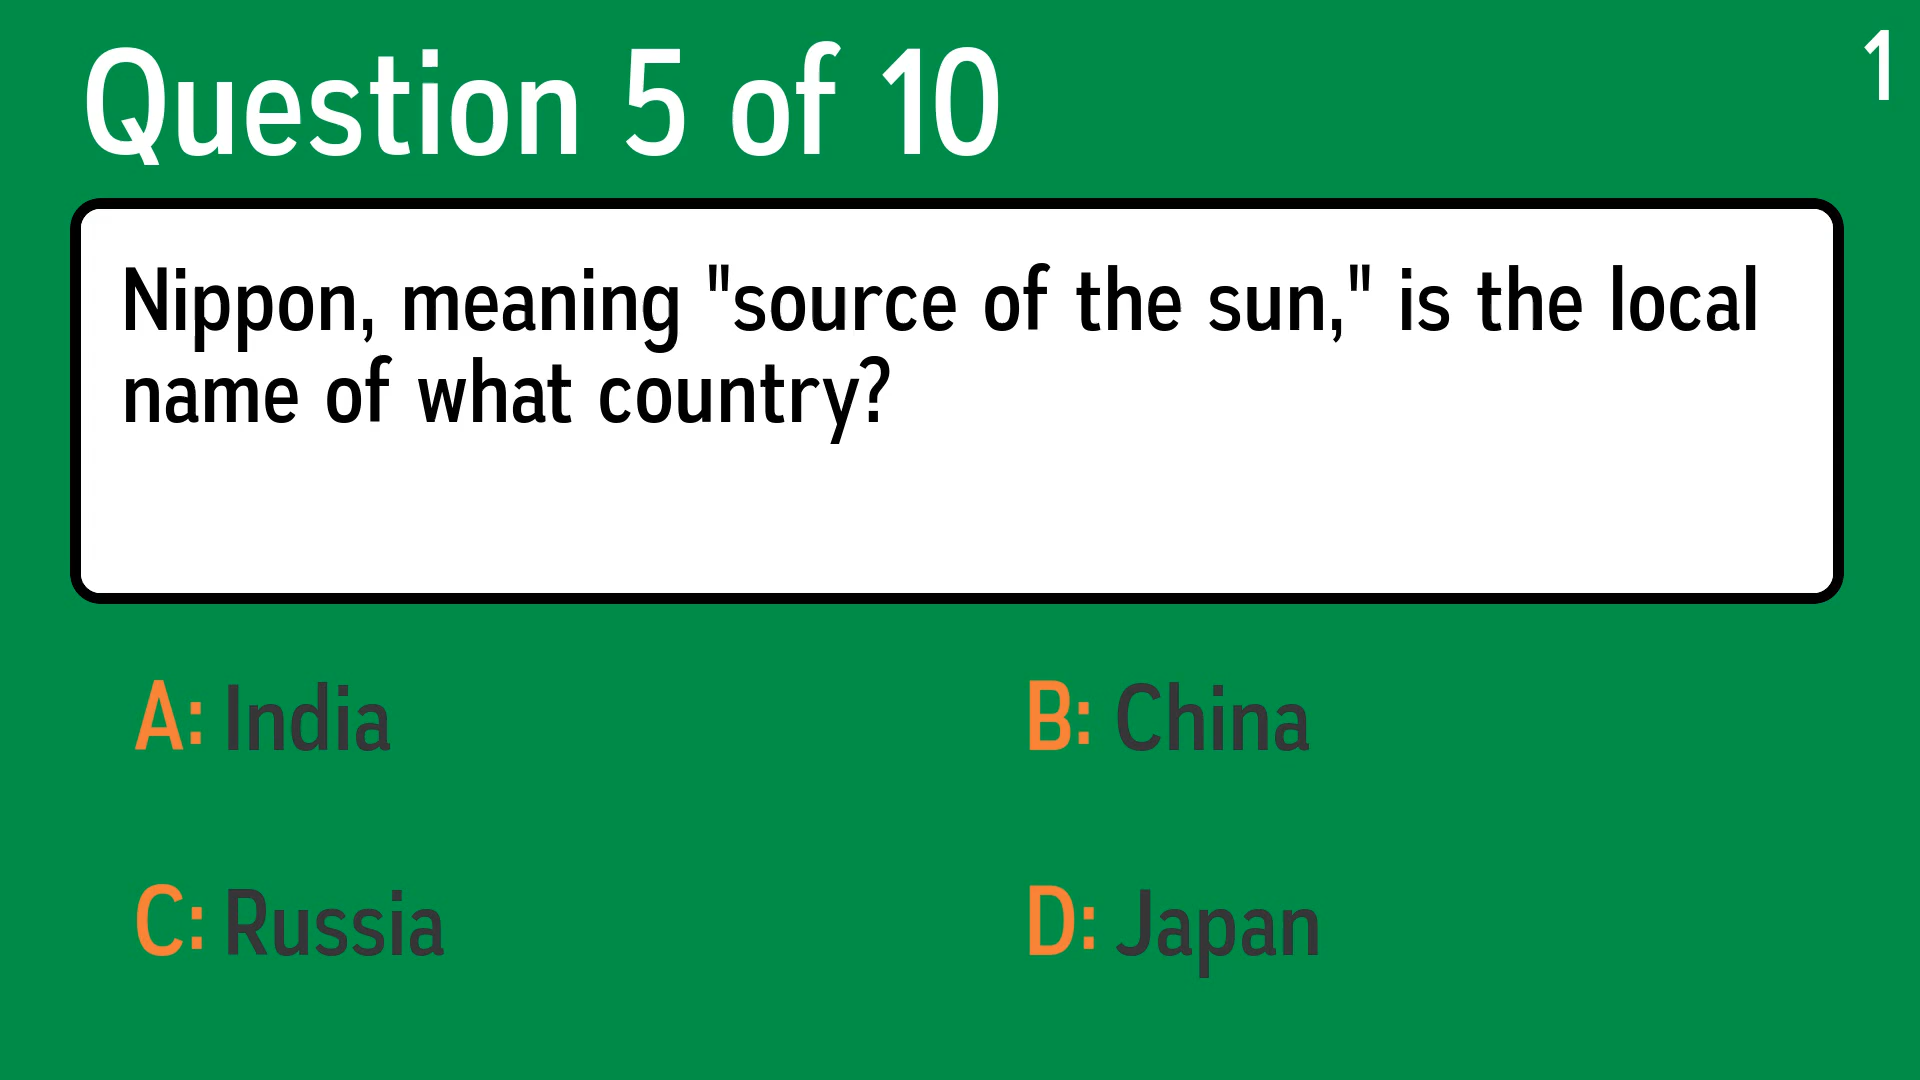 Question 5 of 10
1
Nippon, meaning "source of the sun," is the local
name of what country?
A: India
B: China
C: Russia
D: Japan